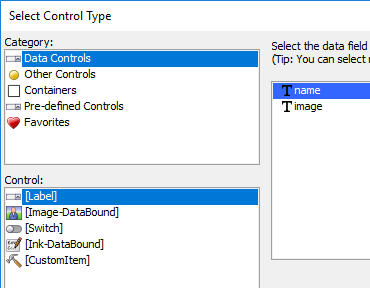 Select Control Type
Category:
Data Controls
Other Controls
Containers
Pre-defined Controls
Favorites
Control:
[Label]
[Image-DataBound]
[Switch]
[Ink-DataBound]
[CustomItem]
Select the data field
(Tip: You can select
name
image